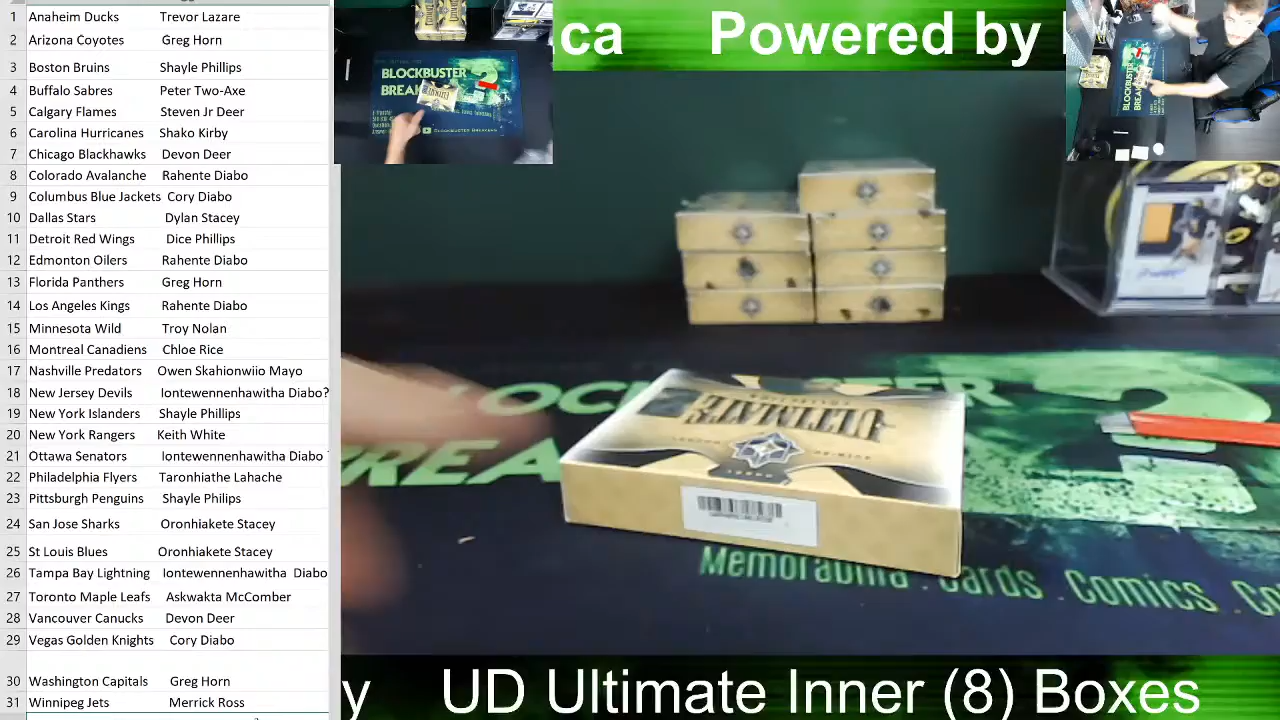 1 Anaheim Ducks Trevor Lazare
2 Arizona Coyotes Greg Horn
3 Boston Bruins Shayle Phillips
4 Buffalo Sabres Peter Two-Axe
5 Calgary Flames Steven Jr Deer
6 Carolina Hurricanes Shako Kirby
7 Chicago Blackhawks Devon Deer
8 Colorado Avalanche Rahente Diabo
9 Columbus Blue Jackets Cory Diabo
10 Dallas Stars Dylan Stacey
11 Detroit Red Wings Dice Phillips
12 Edmonton Oilers Rahente Diabo
13 Florida Panthers Greg Horn
14 Los Angeles Kings Rahente Diabo
15 Minnesota Wild Troy Nolan
16 Montreal Canadiens Chloe Rice
17 Nashville Predators Owen Skahionwiio Mayo
18 New Jersey Devils Iontewennenhawitha Diabo?
19 New York Islanders Shayle Phillips
20 New York Rangers Keith White
21 Ottowa Senators Iontewennenhawitha Diabo
22 Philadelphia Flyers Taronhiathe Lahache
23 Pittsburgh Penguins Shayle Philips
24 San Jose Sharks Oronhiakete Stacey
25 St Louis Blues Oronhiakete Stacey
26 Tampa Bay Lightning Iontewennenhawitha Diabo
27 Toronto Maple Leafs Askwakta McComber
28 Vancouver Canucks Devon Deer
29 Vegas Golden Knights Cory Diabo
30 Washington Capitals Greg Horn
31 Winnipeg Jets Merrick Ross
BLOCKBUSTER
BREAK
BLOCKBUSTER BREAKERS
ca Powered by
ULTIMATE
COLLECTION
BLOCKBUSTER
BREA
Memorabilia Cards Comics Co
y UD Ultimate Inner (8) Boxes